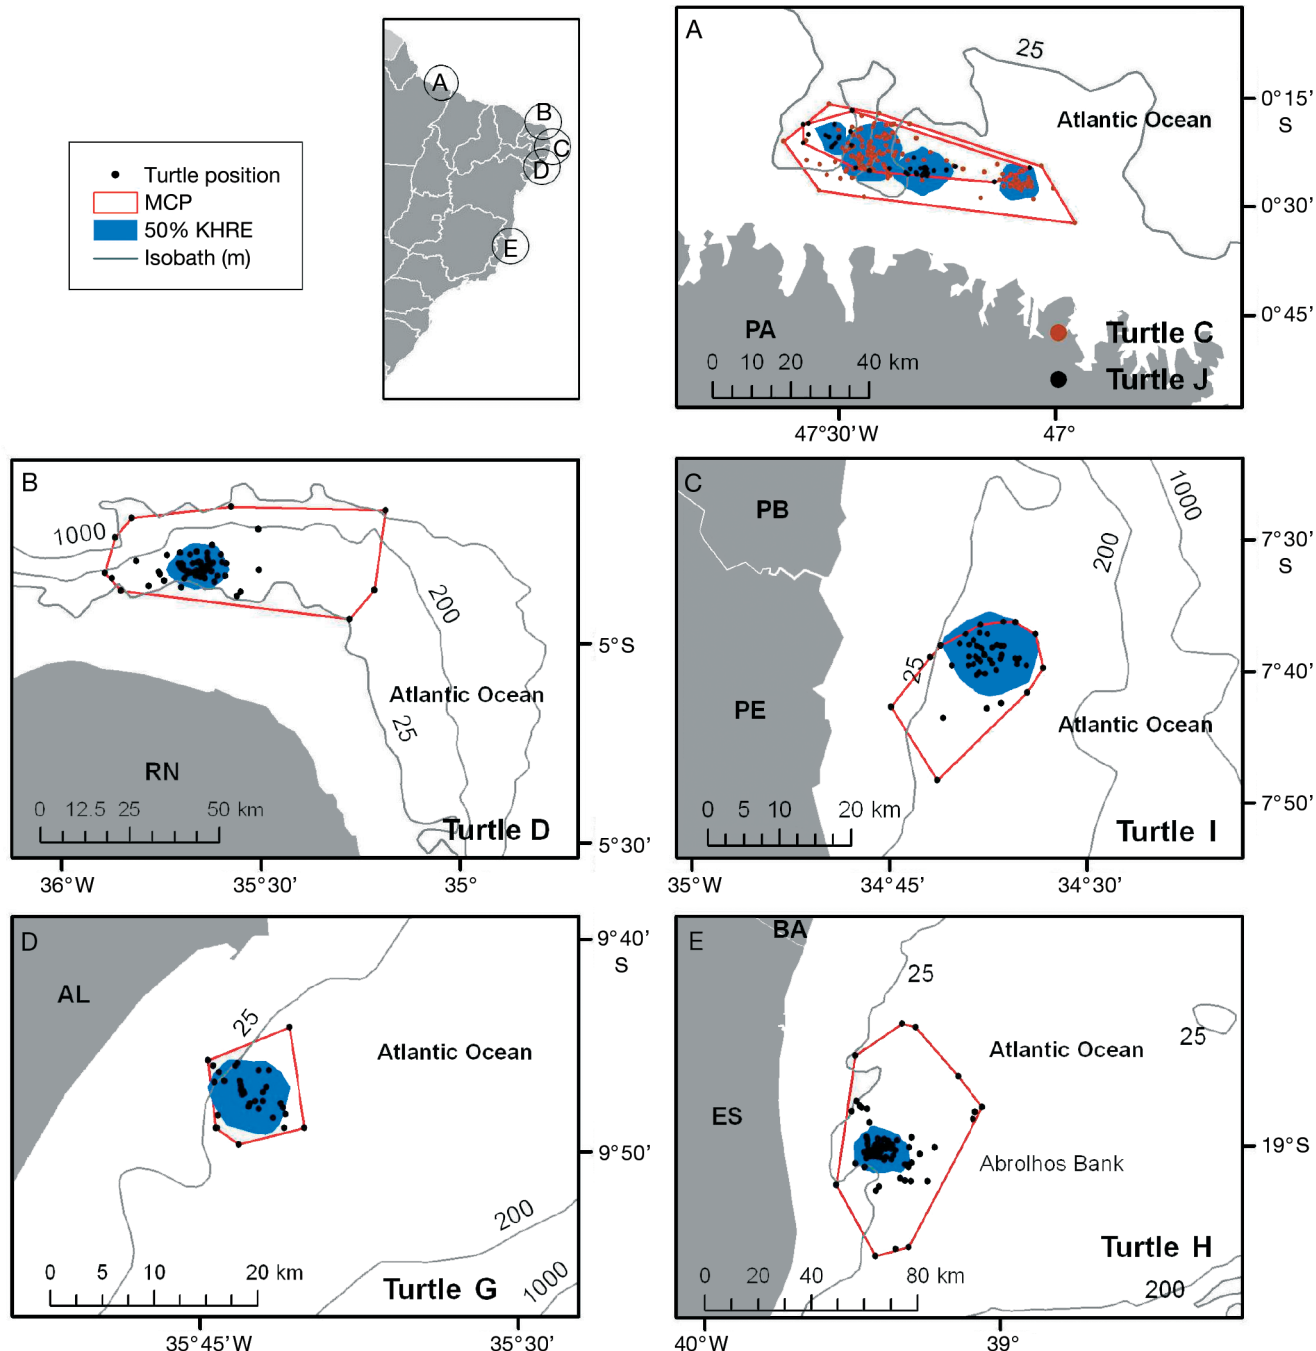 Turtle position
MCP
50% KHRE
Isobath (m)
A
B
C
D
E
A
25
Atlantic Ocean
0°15'
S
0°30'
0°45'
PA
Turtle C
Turtle J
0 10 20 40 km
47°30'W 47°
B
1000
200
25
5°S
Atlantic Ocean
RN
0 12.5 25 50 km
Turtle D
5°30'
36°W 35°30' 35°
C
PB
1000
200
7°30'
S
25
7°40'
PE
Atlantic Ocean
0 5 10 20 km
7°50'
Turtle I
35°W 34°45' 34°30'
D
9°40'
S
AL
25
Atlantic Ocean
9°50'
200
1000
0 5 10 20 km
Turtle G
35°45'W 35°30'
E
BA
25
25
Atlantic Ocean
ES
19°S
Abrolhos Bank
Turtle H
0 20 40 80 km
200
40°W 39°